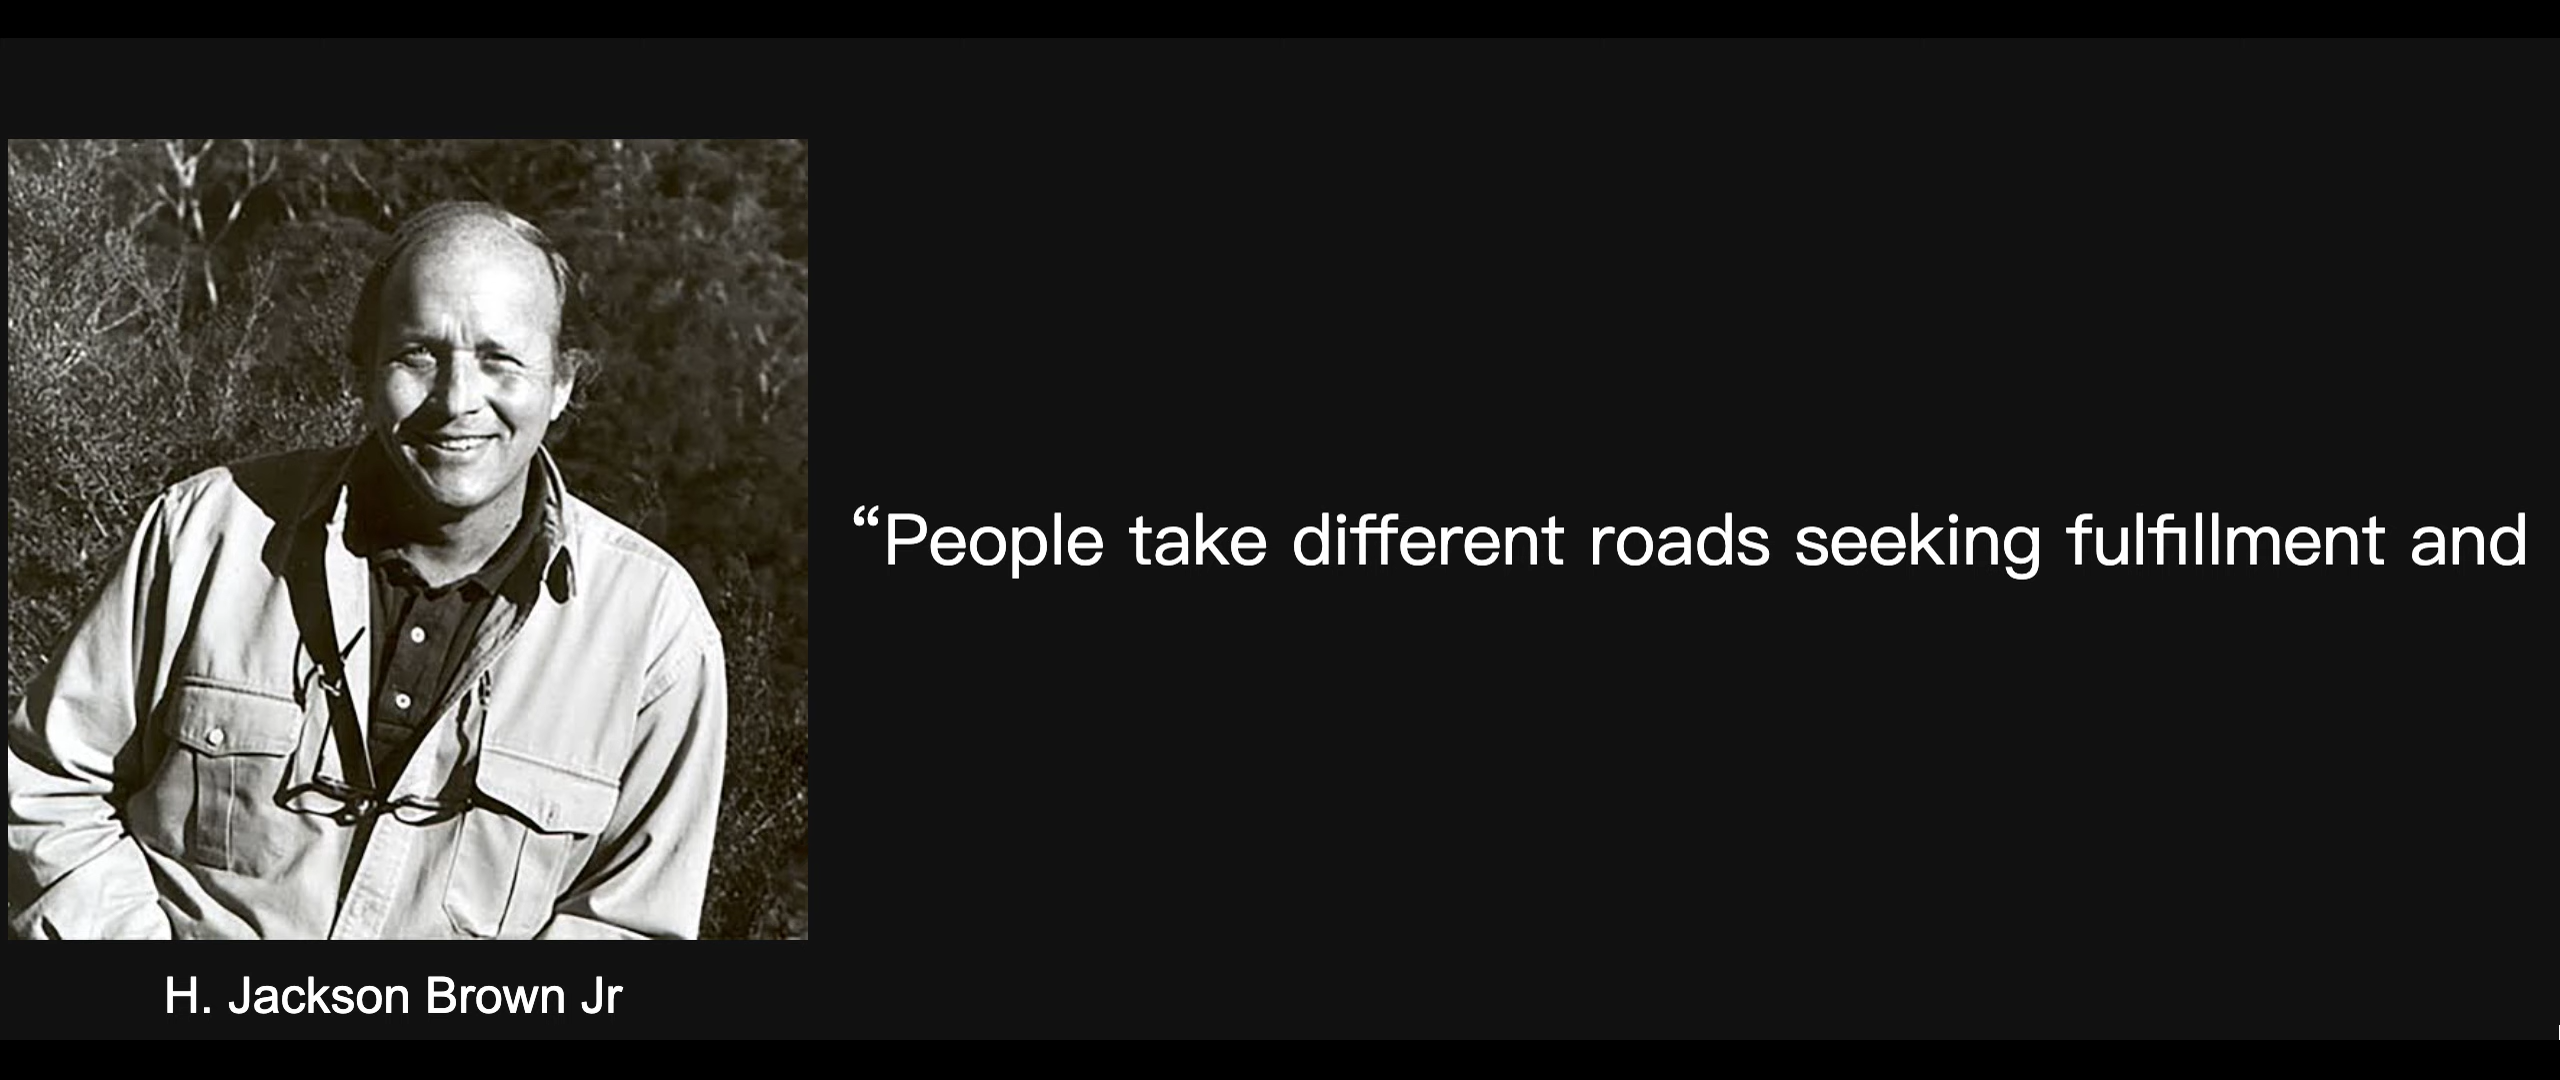 “People take different roads seeking fulfillment and
H. Jackson Brown Jr